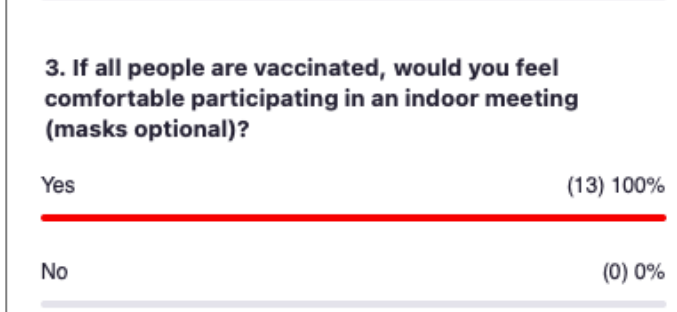 3. If all people are vaccinated, would you feel
comfortable participating in an indoor meeting
(masks optional)?
Yes (13) 100%
No (0) 0%